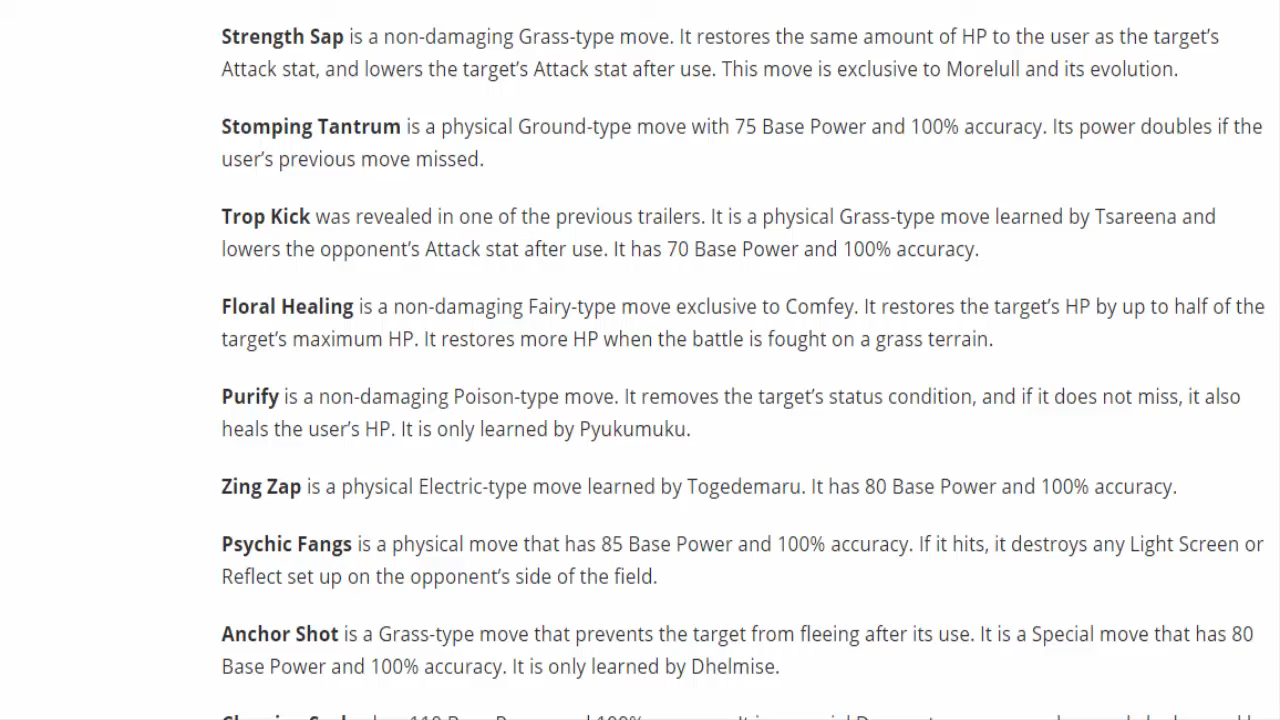 Strength Sap is a non-damaging Grass-type move. It restores the same amount of HP to the user as the target’s
Attack stat, and lowers the target’s Attack stat after use. This move is exclusive to Morelull and its evolution.
Stomping Tantrum is a physical Ground-type move with 75 Base Power and 100% accuracy. Its power doubles if the
user’s previous move missed.
Trop Kick was revealed in one of the previous trailers. It is a physical Grass-type move learned by Tsareena and
lowers the opponent’s Attack stat after use. It has 70 Base Power and 100% accuracy.
Floral Healing is a non-damaging Fairy-type move exclusive to Comfey. It restores the target’s HP by up to half of the
target’s maximum HP. It restores more HP when the battle is fought on a grass terrain.
Purify is a non-damaging Poison-type move. It removes the target’s status condition, and if it does not miss, it also
heals the user’s HP. It is only learned by Pyukumuku.
Zing Zap is a physical Electric-type move learned by Togedemaru. It has 80 Base Power and 100% accuracy.
Psychic Fangs is a physical move that has 85 Base Power and 100% accuracy. If it hits, it destroys any Light Screen or
Reflect set up on the opponent’s side of the field.
Anchor Shot is a Grass-type move that prevents the target from fleeing after its use. It is a Special move that has 80
Base Power and 100% accuracy. It is only learned by Dhelmise.